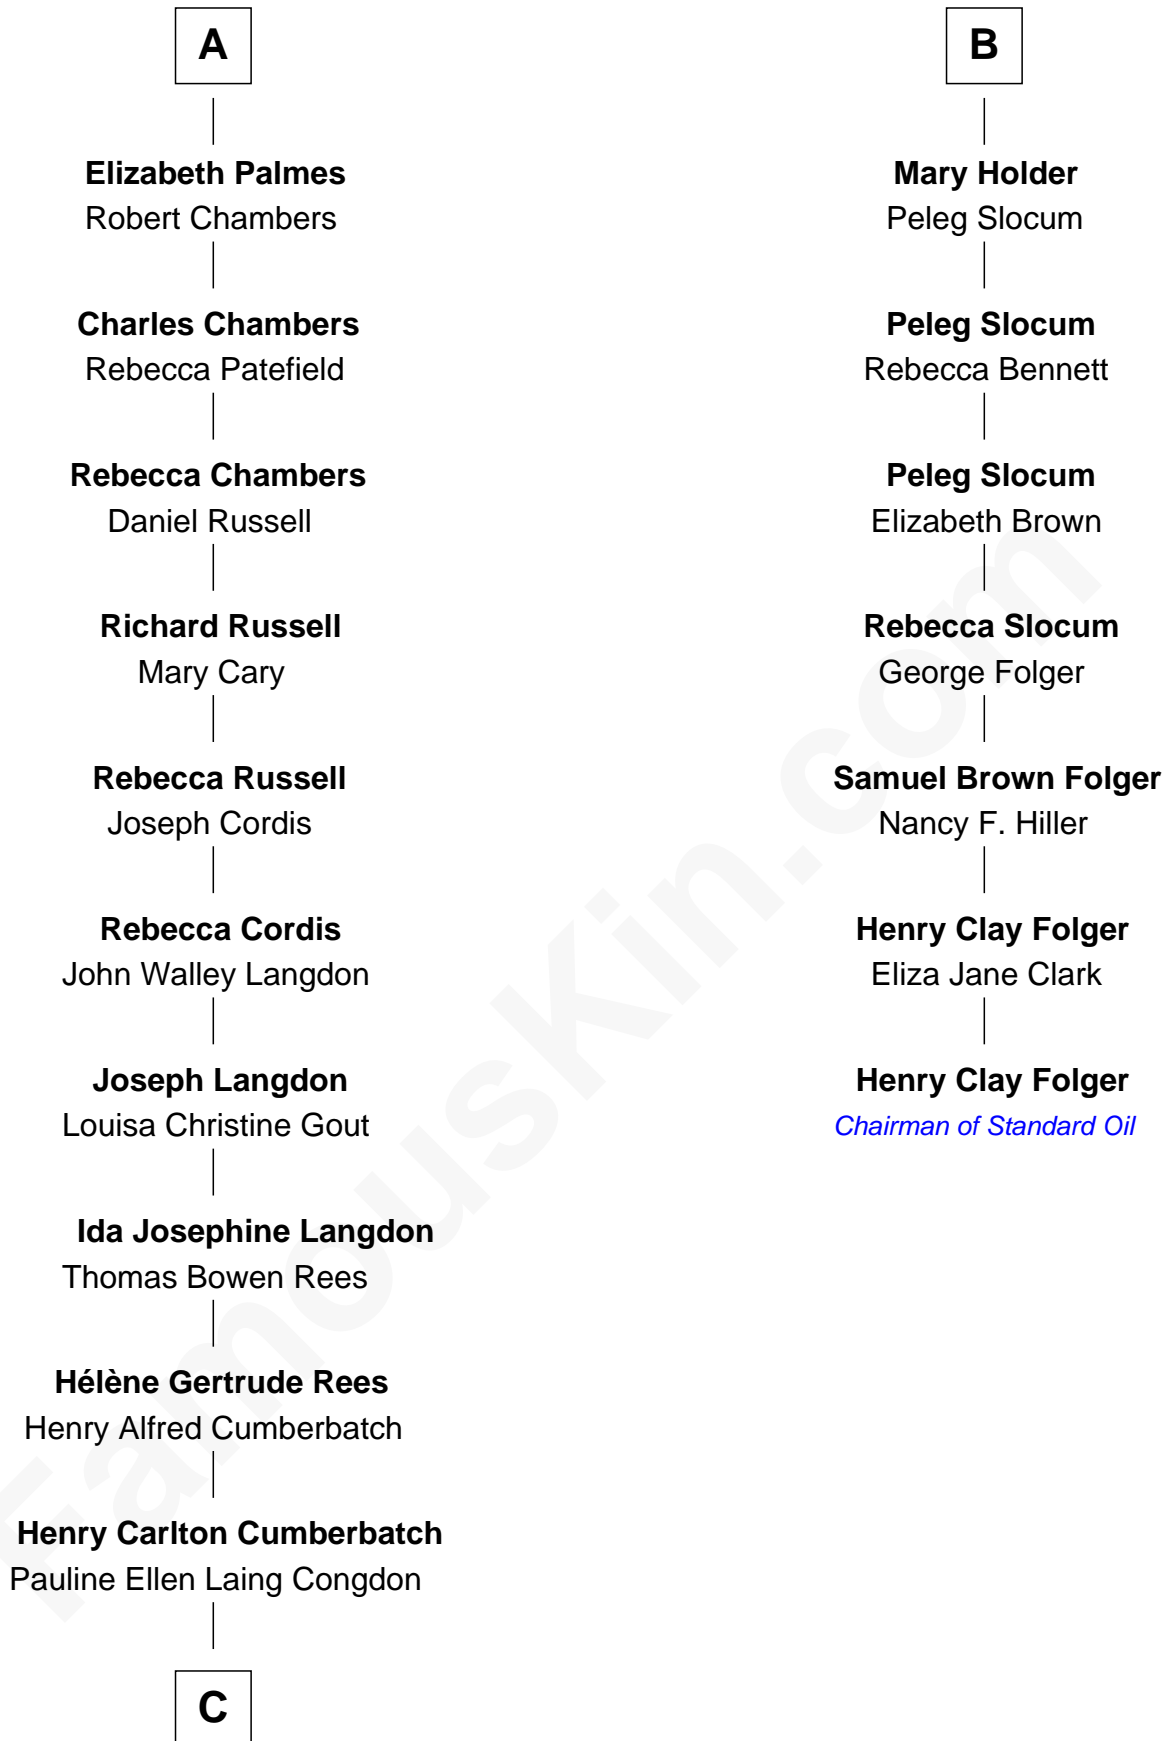 A
Elizabeth Palmes
Robert Chambers
Charles Chambers
Rebecca Patefield
Rebecca Chambers
Daniel Russell
Richard Russell
Mary Cary
Rebecca Russell
Joseph Cordis
Rebecca Cordis
John Walley Langdon
Joseph Langdon
Louisa Christine Gout
Ida Josephine Langdon
Thomas Bowen Rees
Hélène Gertrude Rees
Henry Alfred Cumberbatch
Henry Carlton Cumberbatch
Pauline Ellen Laing Congdon
C
B
Mary Holder
Peleg Slocum
Peleg Slocum
Rebecca Bennett
Peleg Slocum
Elizabeth Brown
Rebecca Slocum
George Folger
Samuel Brown Folger
Nancy F. Hiller
Henry Clay Folger
Eliza Jane Clark
Henry Clay Folger
Chairman of Standard Oil
FamousKin.com